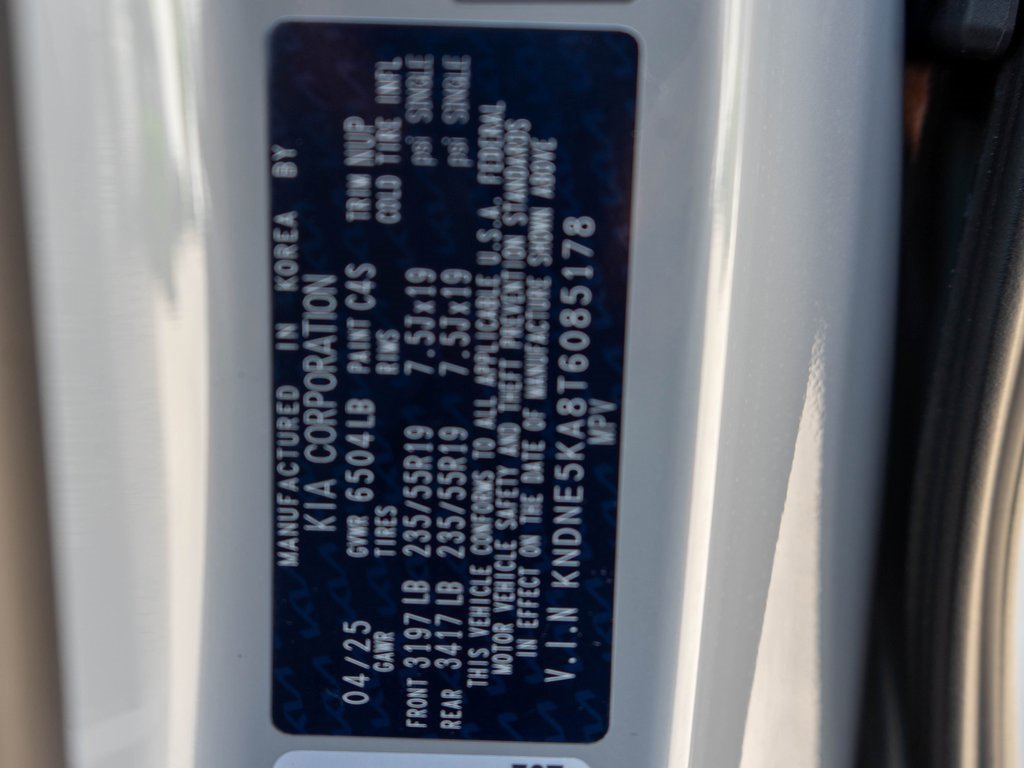 MANUFACTURED IN KOREA BY
KIA CORPORATION
04/25 GVWR 6504LB PAINT C4S TRIM NUP
GAWR TIRES RIMS COLD TIRE INFL
FRONT 3197 LB 235/55R19 7.5Jx19 psi SINGLE
REAR 3417 LB 235/55R19 7.5Jx19 psi SINGLE
THIS VEHICLE CONFORMS TO ALL APPLICABLE U.S.A. FEDERAL
MOTOR VEHICLE SAFETY AND THEFT PREVENTION STANDARDS
IN EFFECT ON THE DATE OF MANUFACTURE SHOWN ABOVE
V.I.N KNDNE5KA8T6085178
MPV